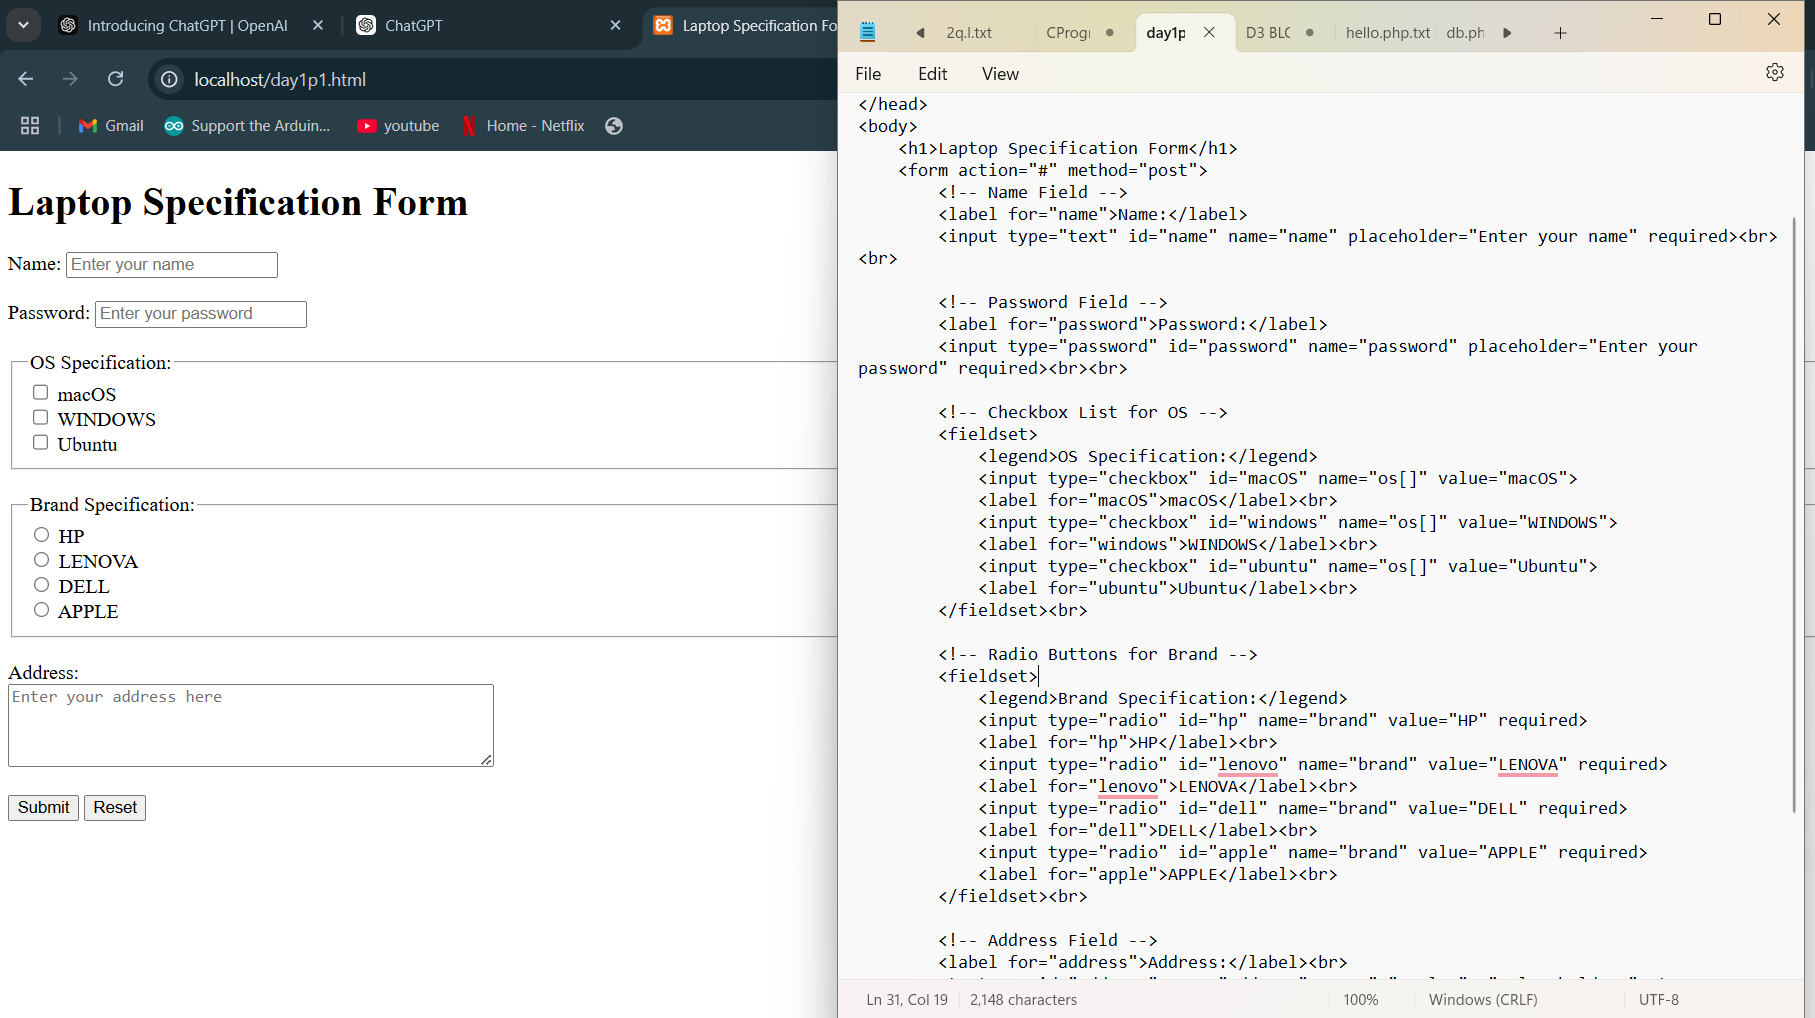 Introducing ChatGPT | OpenAI
ChatGPT
Laptop Specification Fo
localhost/day1p1.html
Gmail
Support the Arduin...
youtube
Home - Netflix
Laptop Specification Form
Name: Enter your name
Password: Enter your password
OS Specification:
macOS
WINDOWS
Ubuntu
Brand Specification:
HP
LENOVA
DELL
APPLE
Address:
Enter your address here
Submit Reset
2q.l.txt
CProgr
day1p
D3 BLC
hello.php.txt
db.ph
File Edit View
</head>
<body>
<h1>Laptop Specification Form</h1>
<form action="#" method="post">
<!-- Name Field -->
<label for="name">Name:</label>
<input type="text" id="name" name="name" placeholder="Enter your name" required><br>
<br>
<!-- Password Field -->
<label for="password">Password:</label>
<input type="password" id="password" name="password" placeholder="Enter your
password" required><br><br>
<!-- Checkbox List for OS -->
<fieldset>
<legend>OS Specification:</legend>
<input type="checkbox" id="macOS" name="os[]" value="macOS">
<label for="macOS">macOS</label><br>
<input type="checkbox" id="windows" name="os[]" value="WINDOWS">
<label for="windows">WINDOWS</label><br>
<input type="checkbox" id="ubuntu" name="os[]" value="Ubuntu">
<label for="ubuntu">Ubuntu</label><br>
</fieldset><br>
<!-- Radio Buttons for Brand -->
<fieldset>
<legend>Brand Specification:</legend>
<input type="radio" id="hp" name="brand" value="HP" required>
<label for="hp">HP</label><br>
<input type="radio" id="lenovo" name="brand" value="LENOVA" required>
<label for="lenovo">LENOVA</label><br>
<input type="radio" id="dell" name="brand" value="DELL" required>
<label for="dell">DELL</label><br>
<input type="radio" id="apple" name="brand" value="APPLE" required>
<label for="apple">APPLE</label><br>
</fieldset><br>
<!-- Address Field -->
<label for="address">Address:</label><br>
Ln 31, Col 19 2,148 characters 100% Windows (CRLF) UTF-8